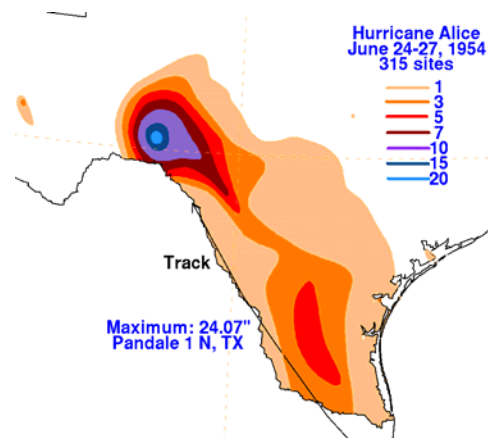 Hurricane Alice
June 24-27, 1954
315 sites
1
3
5
7
10
15
20
Track
Maximum: 24.07"
Pandale 1 N, TX